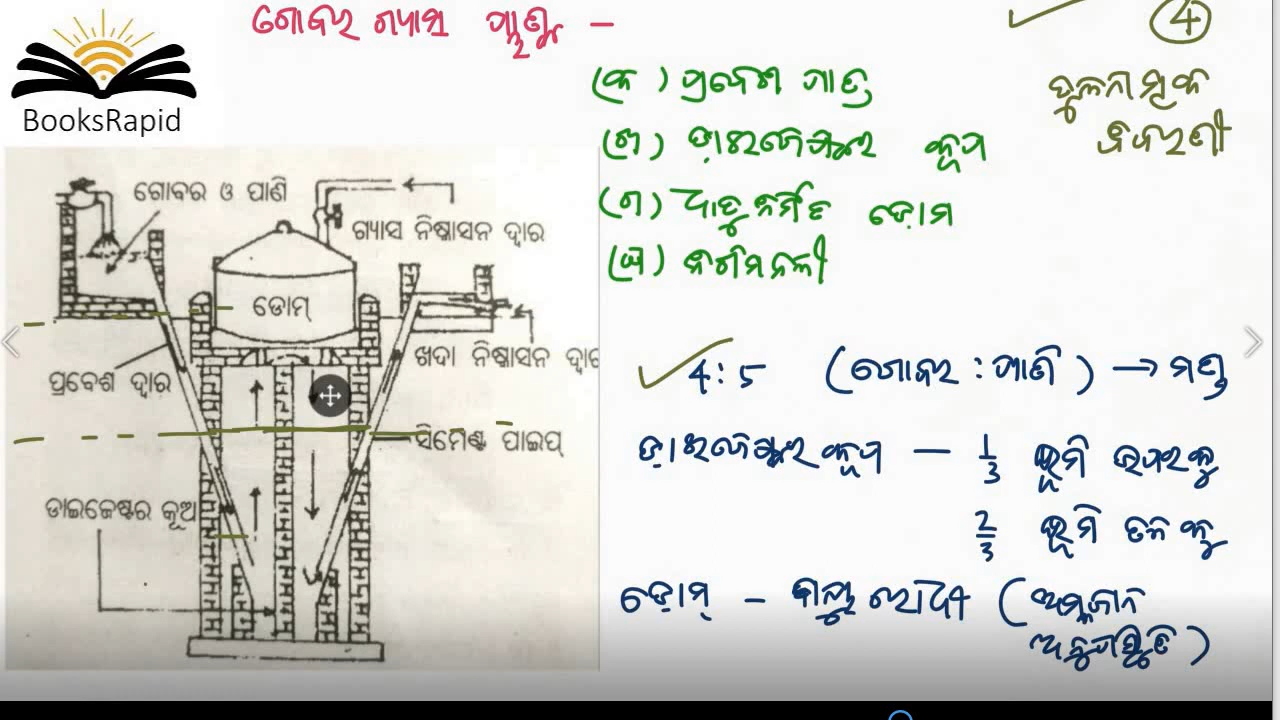 ଗୋବର ଗ୍ୟାସ ପ୍ଲାଣ୍ଟ –
4
ତୁଳନାତ୍ମକ
ବିବରଣୀ
BooksRapid
(କ) ପ୍ରବେଶ ଗାତ
(ଖ) ଡ଼ାଇଜେଷ୍ଟର କୂପ
(ଗ) ଧାତୁ ନିର୍ମିତ ଡ଼ୋମ
(ଘ) ନିର୍ଗମ ନଳୀ
ଗୋବର ଓ ପାଣି
ଗ୍ୟାସ ନିଷ୍କାସନ ଦ୍ୱାର
ଡୋମ୍
ଖଦା ନିଷ୍କାସନ ଦ୍ୱାର
ପ୍ରବେଶ ଦ୍ୱାର
ସିମେଣ୍ଟ ପାଇପ୍
ଡାଇଜେଷ୍ଟର କୂଅ
4:5 (ଗୋବର : ପାଣି) → ମଣ୍ଡ
ଡ଼ାଇଜେଷ୍ଟର କୂପ – 1/3 ଭୂମି ଉପରକୁ
2/3 ଭୂମି ତଳକୁ
ଡ଼ୋମ୍ – ବାୟୁ ରୋଧୀ (ଅମ୍ଳଜାନ
ଅନୁପସ୍ଥିତି)